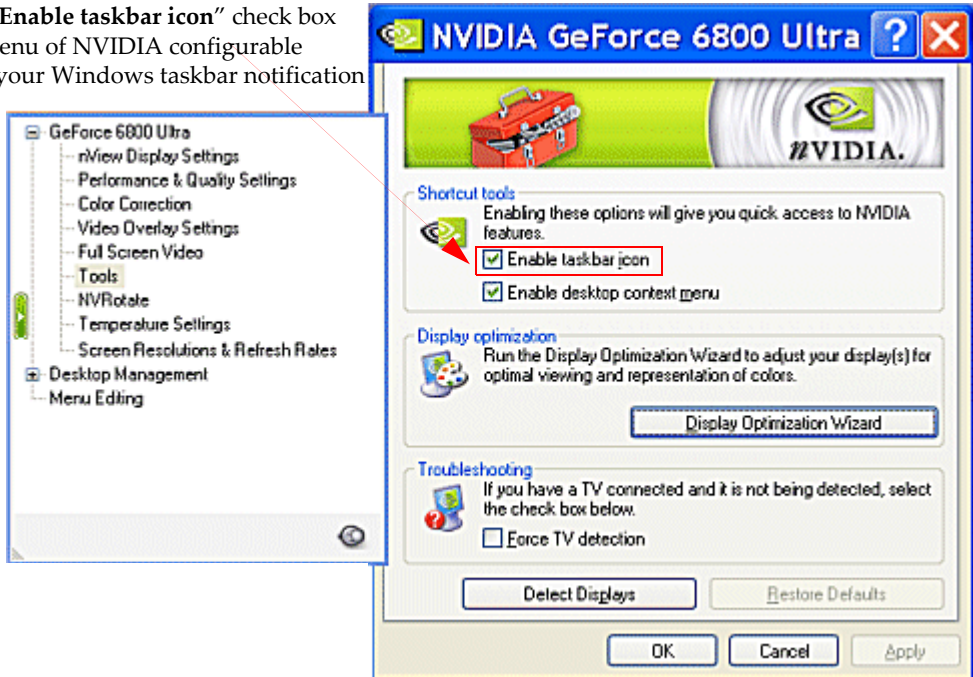 Enable taskbar icon" check box
enu of NVIDIA configurable
your Windows taskbar notification
NVIDIA GeForce 6800 Ultra
GeForce 6800 Ultra
nView Display Settings
Performance & Quality Settings
Color Correction
Video Overlay Settings
Full Screen Video
Tools
NVRotate
Temperature Settings
Screen Resolutions & Refresh Rates
Desktop Management
Menu Editing
nVIDIA.
Shortcut tools
Enabling these options will give you quick access to NVIDIA
features.
Enable taskbar icon
Enable desktop context menu
Display optimization
Run the Display Optimization Wizard to adjust your display(s) for
optimal viewing and representation of colors.
Display Optimization Wizard
Troubleshooting
If you have a TV connected and it is not being detected, select
the check box below.
Force TV detection
Detect Displays
Restore Defaults
OK
Cancel
Apply